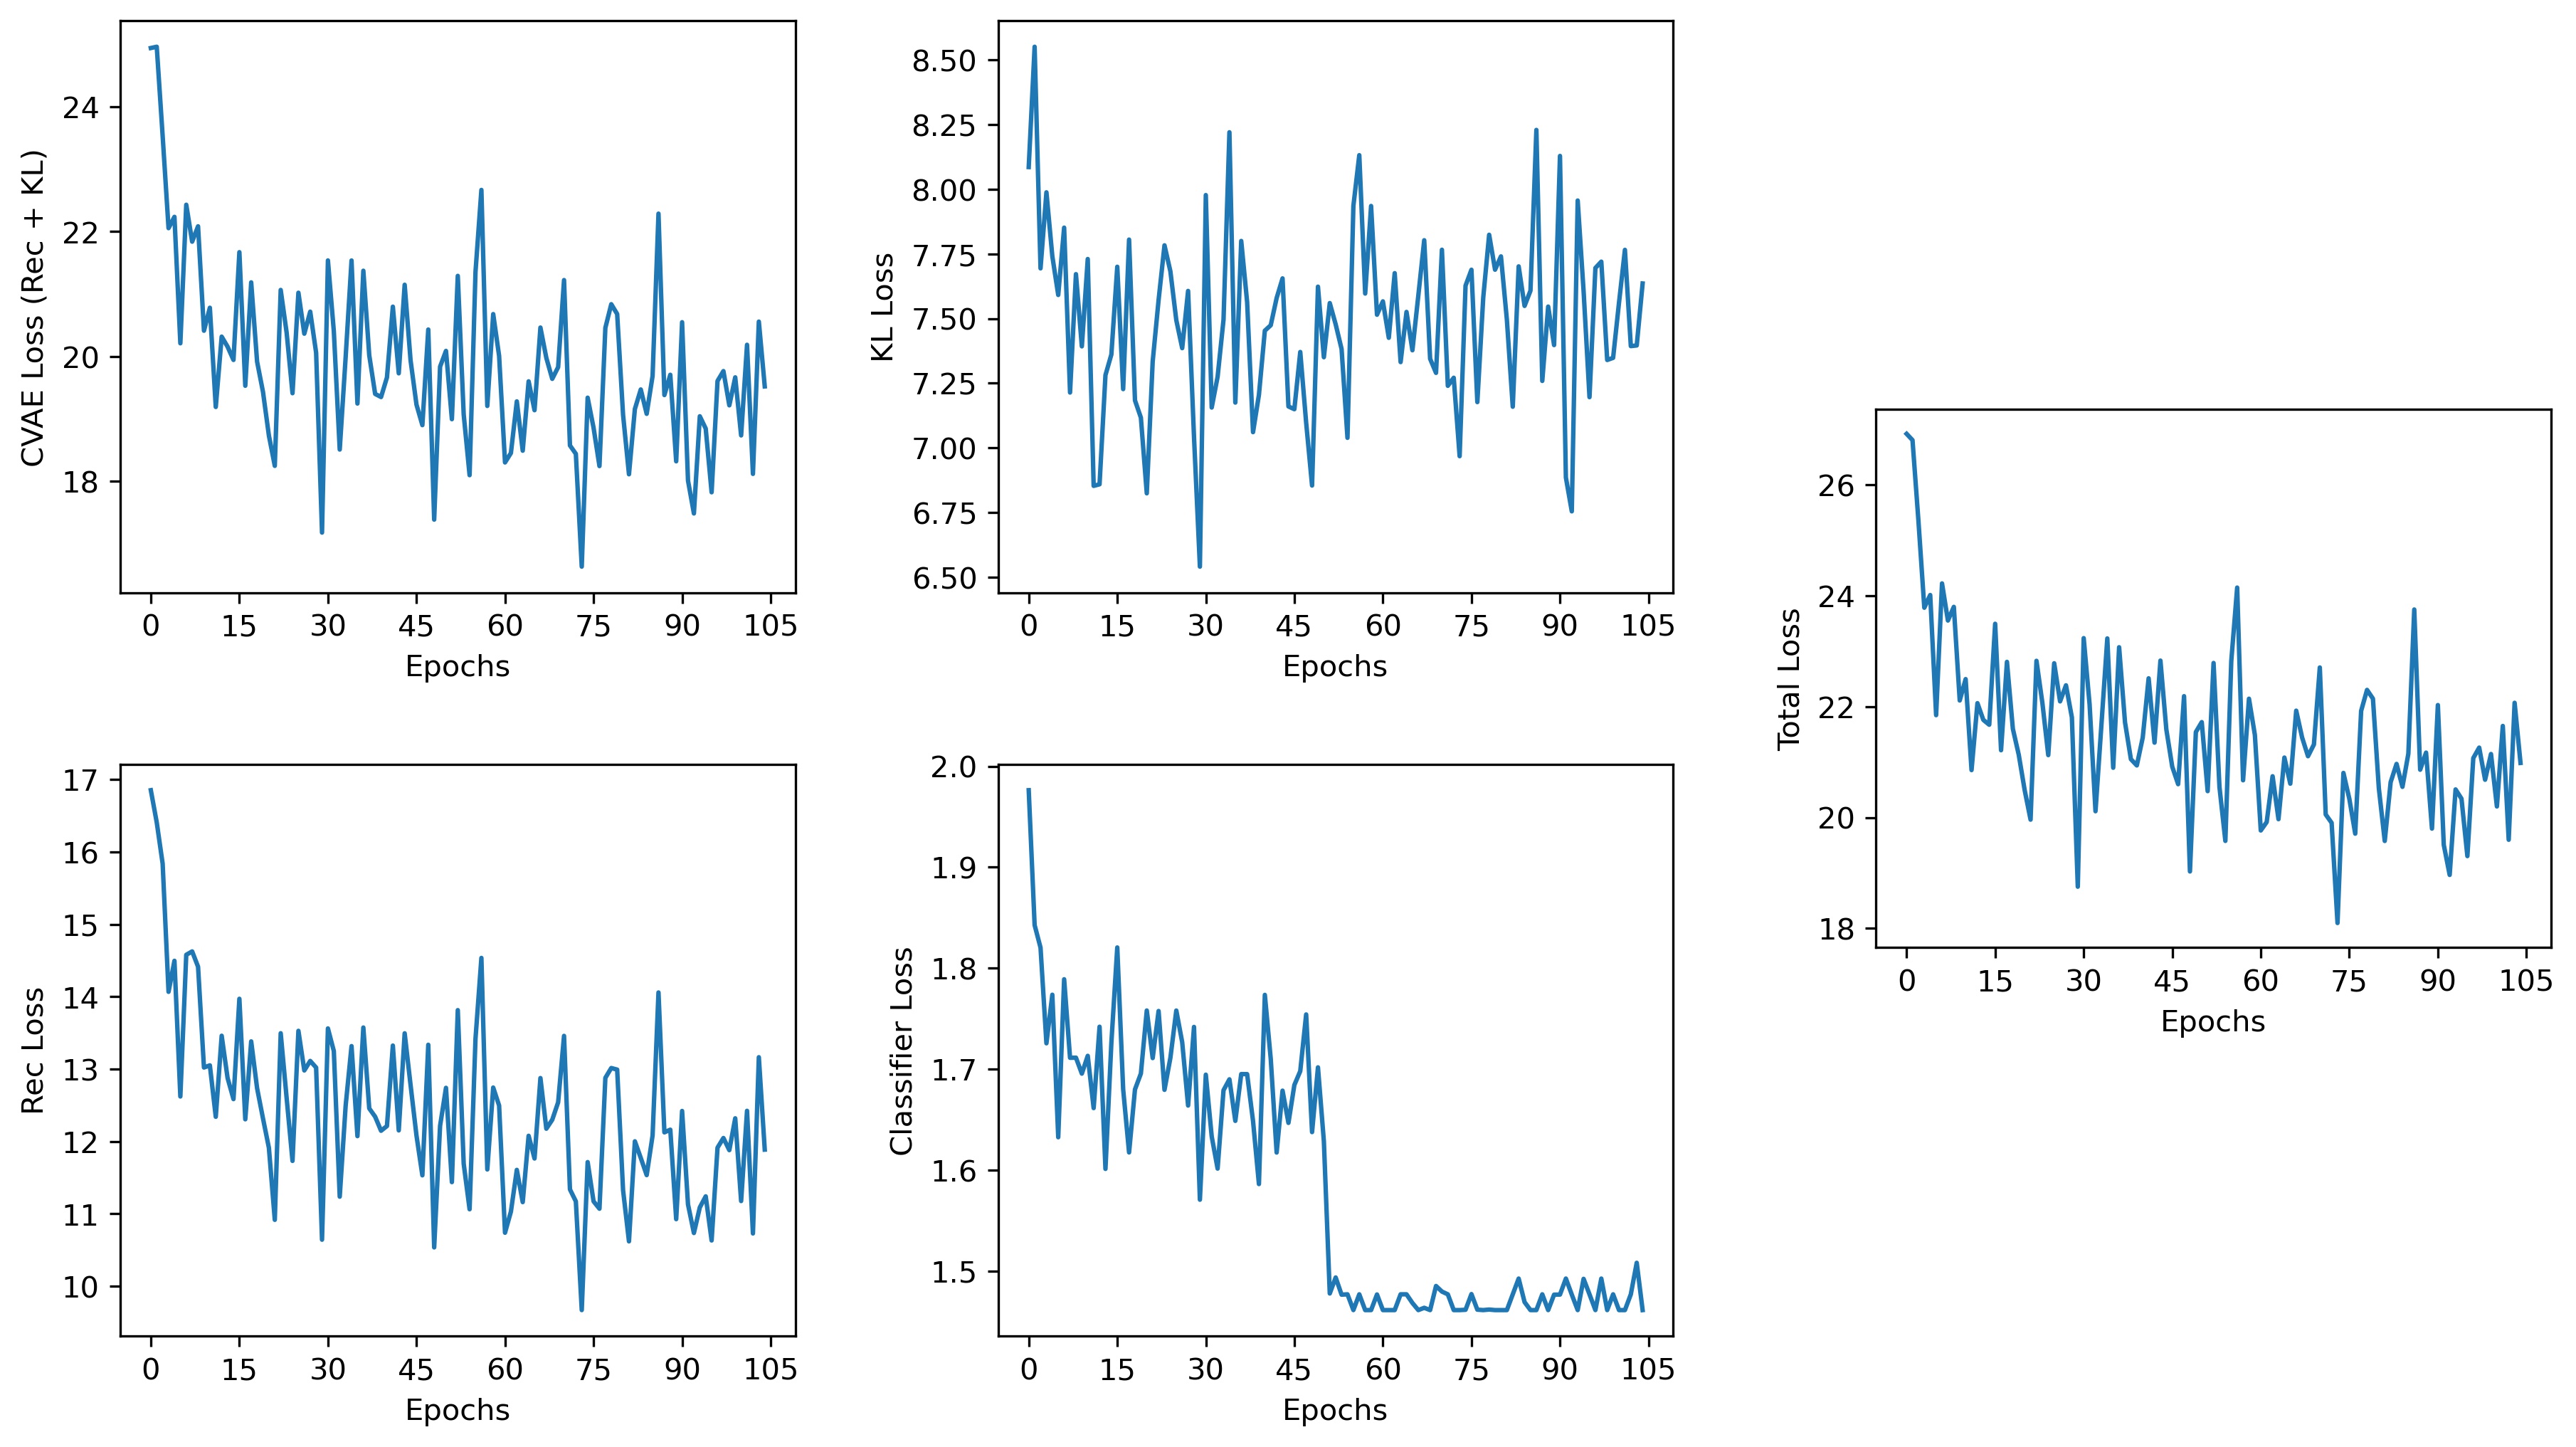 CVAE Loss (Rec + KL)
24
22
20
18
0 15 30 45 60 75 90 105
Epochs
KL Loss
8.50
8.25
8.00
7.75
7.50
7.25
7.00
6.75
6.50
0 15 30 45 60 75 90 105
Epochs
Rec Loss
17
16
15
14
13
12
11
10
0 15 30 45 60 75 90 105
Epochs
Classifier Loss
2.0
1.9
1.8
1.7
1.6
1.5
0 15 30 45 60 75 90 105
Epochs
Total Loss
26
24
22
20
18
0 15 30 45 60 75 90 105
Epochs